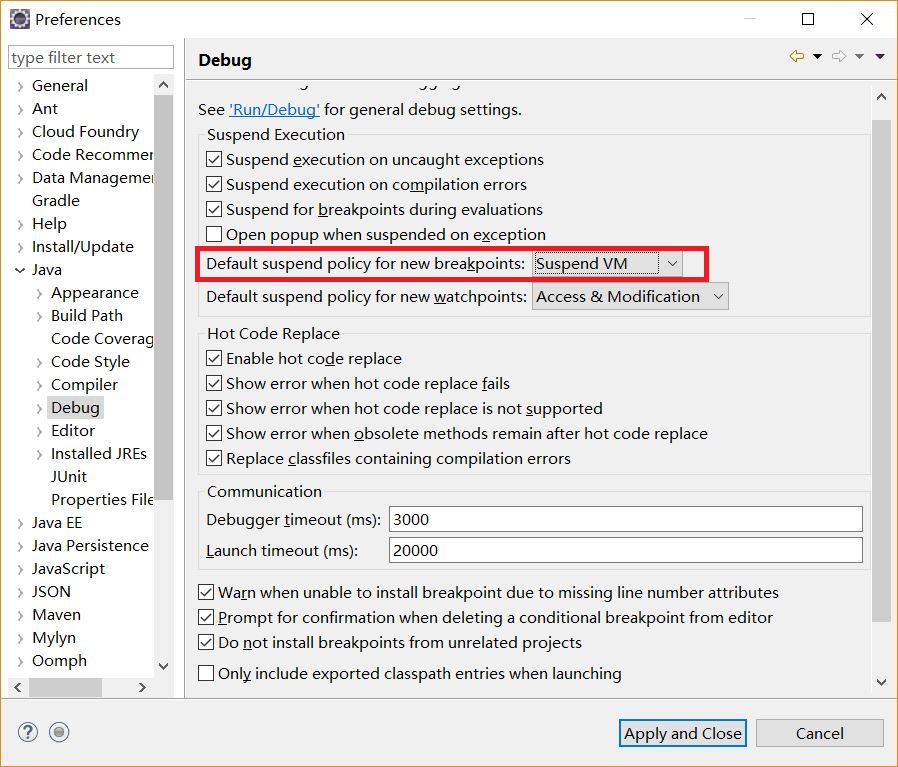 Preferences
type filter text
General
Ant
Cloud Foundry
Code Recommer
Data Manageme
Gradle
Help
Install/Update
Java
Appearance
Build Path
Code Coverag
Code Style
Compiler
Debug
Editor
Installed JREs
JUnit
Properties File
Java EE
Java Persistence
JavaScript
JSON
Maven
Mylyn
Oomph
Debug
See 'Run/Debug' for general debug settings.
Suspend Execution
Suspend execution on uncaught exceptions
Suspend execution on compilation errors
Suspend for breakpoints during evaluations
Open popup when suspended on exception
Default suspend policy for new breakpoints: Suspend VM
Default suspend policy for new watchpoints: Access & Modification
Hot Code Replace
Enable hot code replace
Show error when hot code replace fails
Show error when hot code replace is not supported
Show error when obsolete methods remain after hot code replace
Replace classfiles containing compilation errors
Communication
Debugger timeout (ms): 3000
Launch timeout (ms): 20000
Warn when unable to install breakpoint due to missing line number attributes
Prompt for confirmation when deleting a conditional breakpoint from editor
Do not install breakpoints from unrelated projects
Only include exported classpath entries when launching
Apply and Close
Cancel